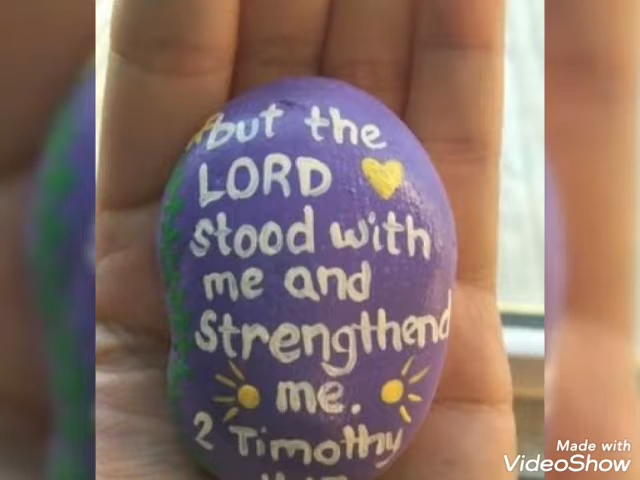 but the
LORD
stood with
me and
Strengthend
me.
2 Timothy
Made with
VideoShow